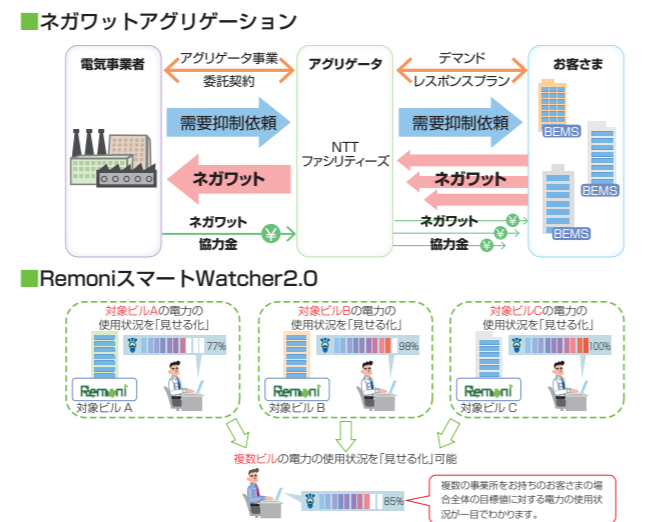 ■ネガワットアグリゲーション
電気事業者
アグリゲータ事業
委託契約
アグリゲータ
デマンド
レスポンスプラン
お客さま
需要抑制依頼
需要抑制依頼
NTT
ファシリティーズ
BEMS
BEMS
BEMS
ネガワット
ネガワット
ネガワット
協力金
¥
ネガワット
協力金
¥
¥
¥
■RemoniスマートWatcher2.0
対象ビルAの電力の
使用状況を「見せる化」
77%
Remoni
対象ビル A
対象ビルBの電力の
使用状況を「見せる化」
98%
Remoni
対象ビル B
対象ビルCの電力の
使用状況を「見せる化」
100%
Remoni
対象ビル C
複数ビルの電力の使用状況を「見せる化」可能
85%
複数の事業所をお持ちのお客さまの場
合全体の目標値に対する電力の使用状
況が一目でわかります。